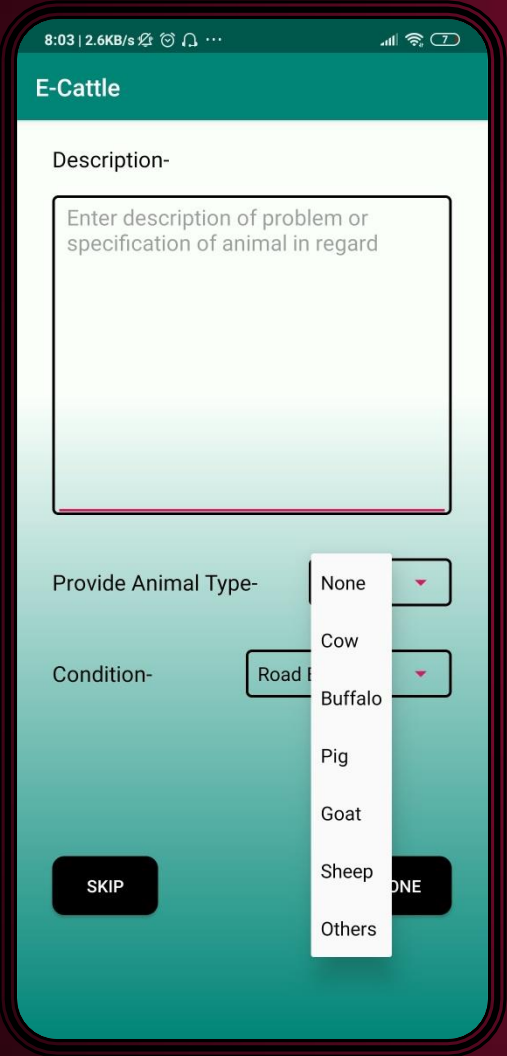 8:03 | 2.6KB/s ...
7
E-Cattle
Description-
Enter description of problem or
specification of animal in regard
Provide Animal Type-
None
Cow
Condition-
Road
Buffalo
Pig
Goat
Sheep
SKIP
ONE
Others